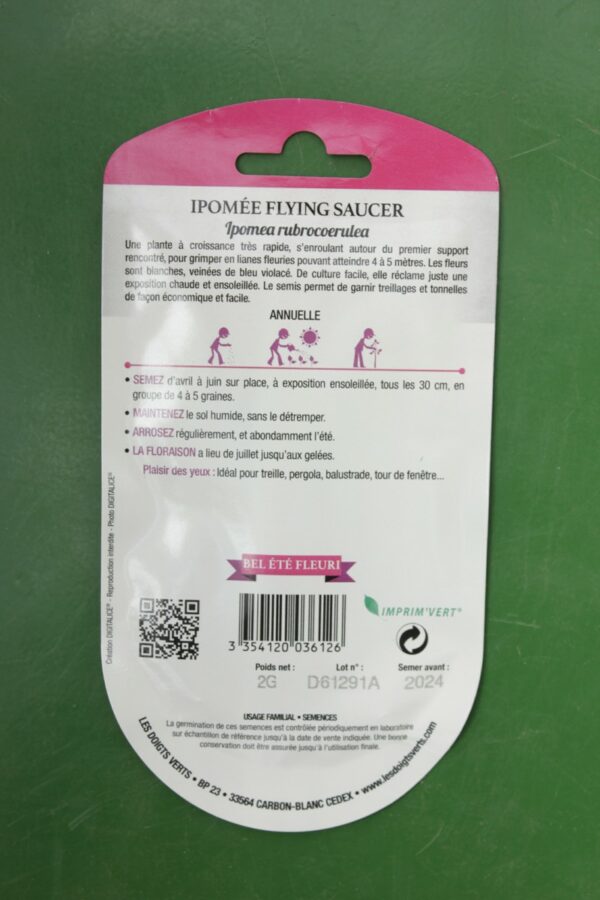 IPOMÉE FLYING SAUCER
Ipomea rubrocoerulea
Une plante à croissance très rapide, s'enroulant autour du premier support
rencontré, pour grimper en lianes fleuries pouvant atteindre 4 à 5 mètres. Les fleurs
sont blanches, veinées de bleu violacé. De culture facile, elle réclame juste une
exposition chaude et ensoleillée. Le semis permet de garnir treillages et tonnelles
de façon économique et facile.
ANNUELLE
• SEMEZ d'avril à juin sur place, à exposition ensoleillée, tous les 30 cm, en
groupe de 4 à 5 graines.
• MAINTENEZ le sol humide, sans le détremper.
• ARROSEZ régulièrement, et abondamment l'été.
• LA FLORAISON a lieu de juillet jusqu'aux gelées.
Plaisir des yeux : Idéal pour treille, pergola, balustrade, tour de fenêtre...
Création DIGITALICE® - Reproduction interdite - Photo DIGITALICE®
BEL ÉTÉ FLEURI
IMPRIM'VERT®
3 354120 036126
Poids net : Lot n° : Semer avant :
2G D61291A 2024
USAGE FAMILIAL • SEMENCES
La germination de ces semences est contrôlée périodiquement en laboratoire
sur échantillon de référence jusqu'à la date de vente indiquée. Une bonne
conservation doit être assurée jusqu'à l'utilisation finale.
LES DOIGTS VERTS • BP 23 • 33564 CARBON-BLANC CEDEX • www.lesdoigtsverts.com